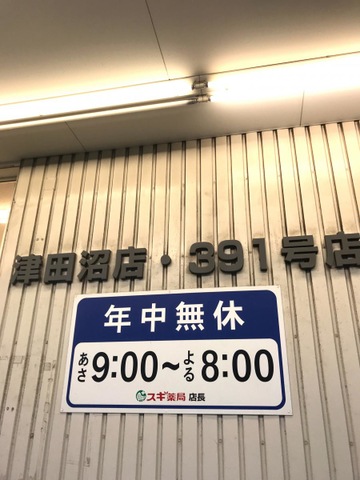 津田沼店・391号店
年中無休
あさ9:00～よる8:00
スギ薬局 店長